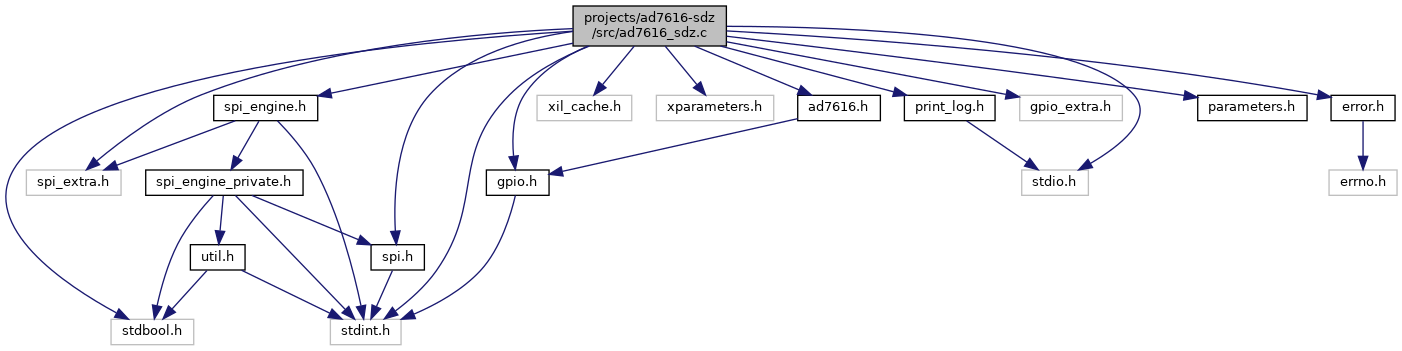 projects/ad7616-sdz
/src/ad7616_sdz.c
spi_engine.h
xil_cache.h
xparameters.h
ad7616.h
print_log.h
gpio_extra.h
parameters.h
error.h
spi_extra.h
spi_engine_private.h
gpio.h
stdio.h
errno.h
util.h
spi.h
stdbool.h
stdint.h